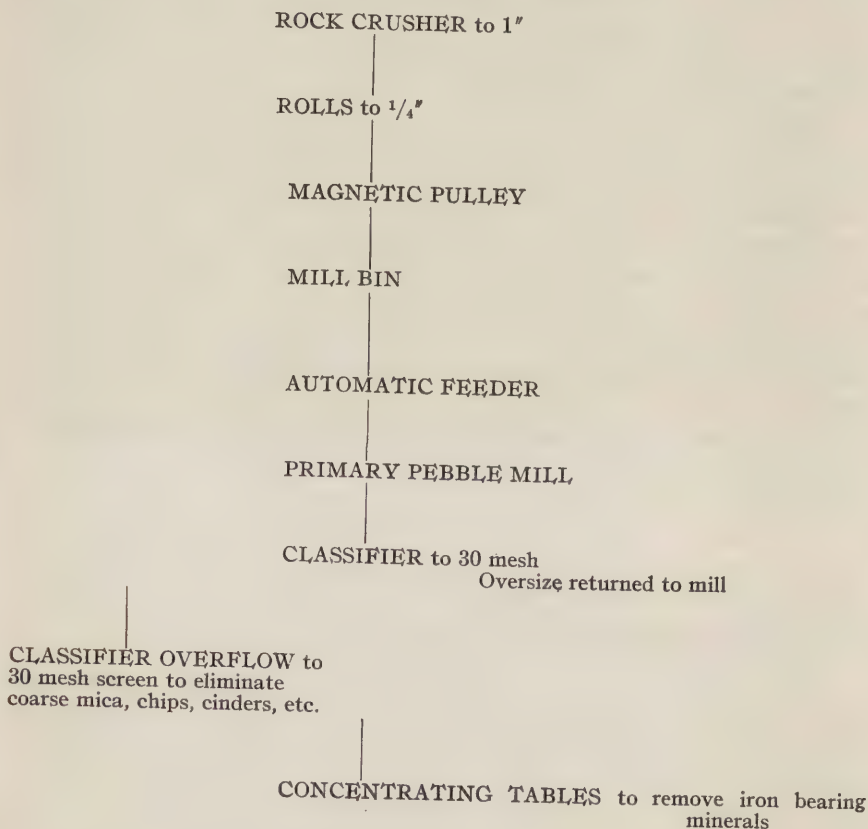 ROCK CRUSHER to 1″
ROLLS to 1/4″
MAGNETIC PULLEY
MILL BIN
AUTOMATIC FEEDER
PRIMARY PEBBLE MILL
CLASSIFIER to 30 mesh
Oversize returned to mill
CLASSIFIER OVERFLOW to
30 mesh screen to eliminate
coarse mica, chips, cinders, etc.
CONCENTRATING TABLES to remove iron bearing
minerals